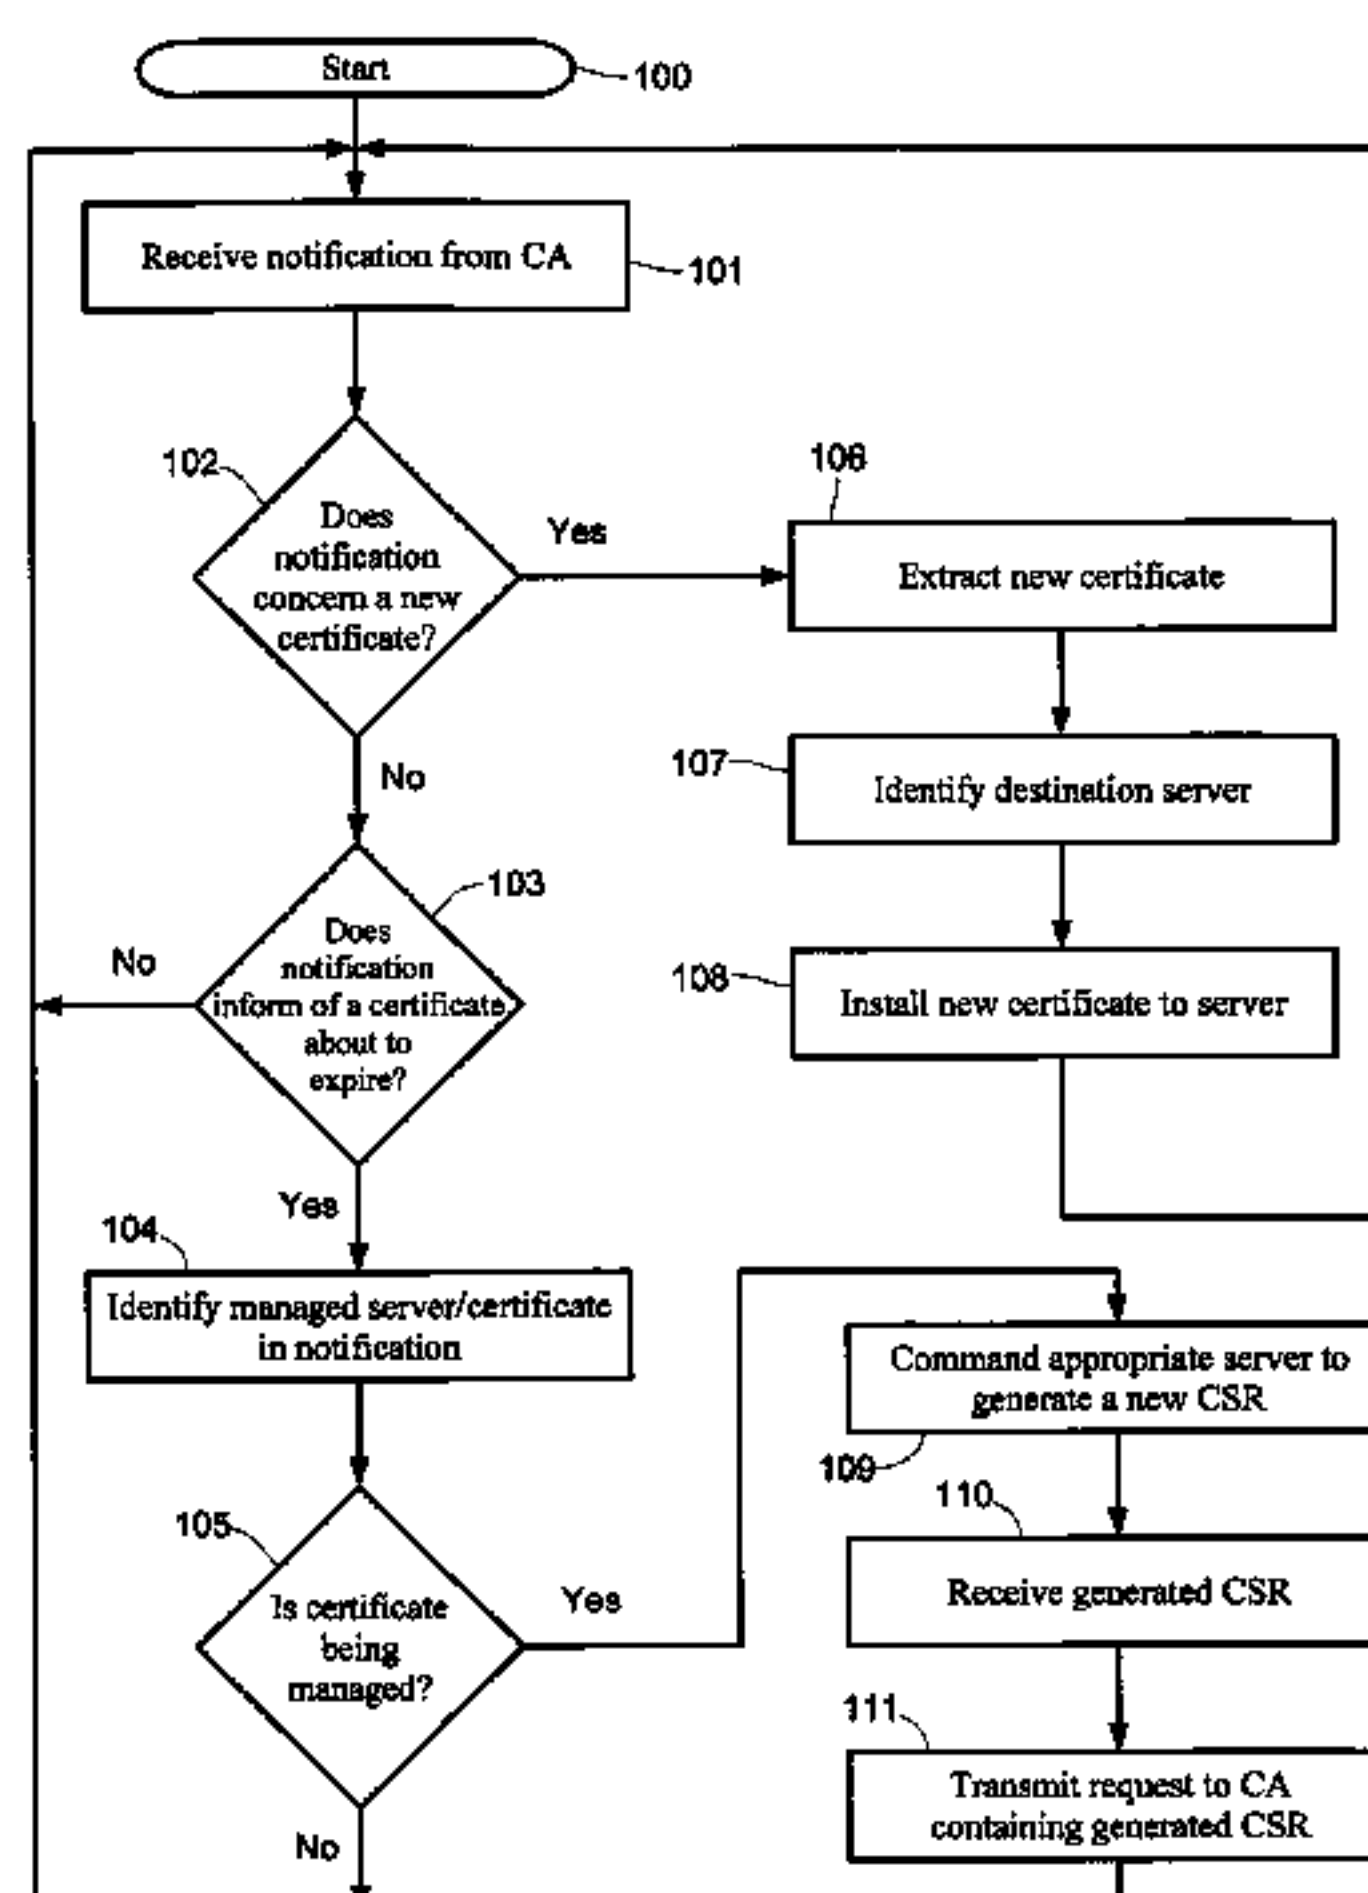 Start
100
Receive notification from CA
101
102
Does
notification
concern a new
certificate?
Yes
No
106
Extract new certificate
107
Identify destination server
108
Install new certificate to server
103
Does
notification
inform of a certificate
about to
expire?
No
Yes
104
Identify managed server/certificate
in notification
105
Is certificate
being
managed?
Yes
No
Command appropriate server to
generate a new CSR
109
110
Receive generated CSR
111
Transmit request to CA
containing generated CSR